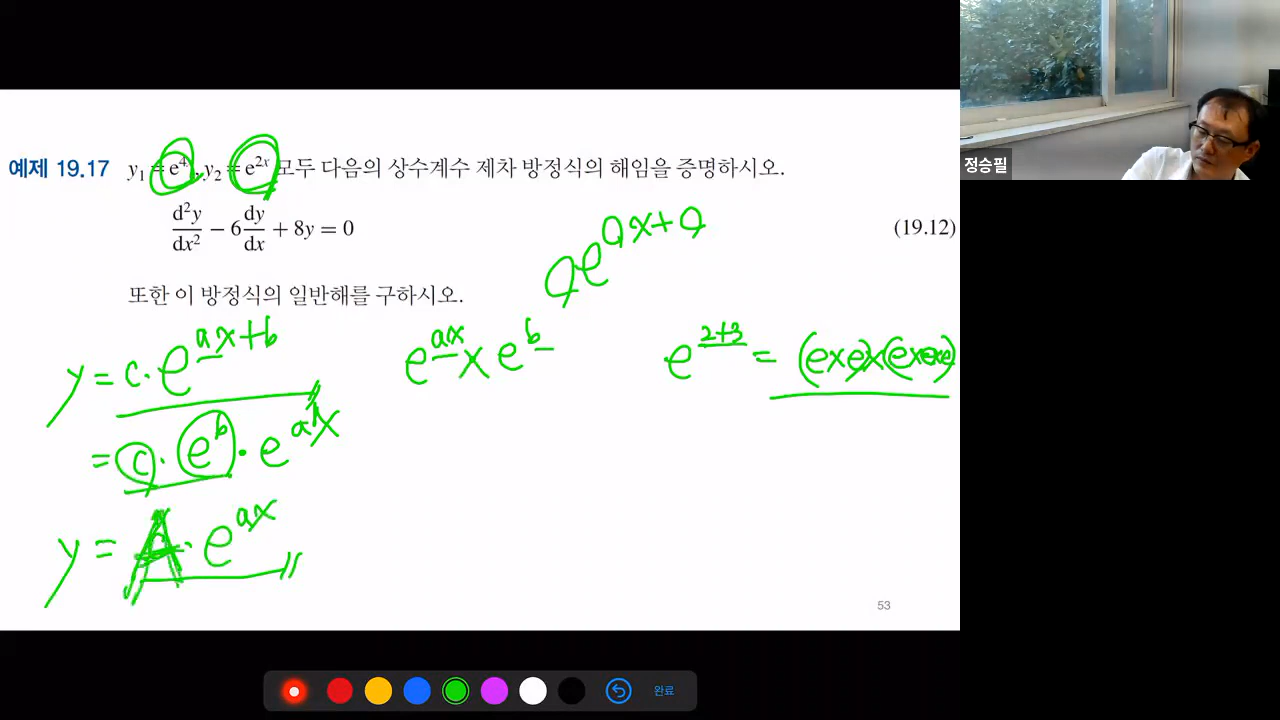 예제 19.17 y₁ = e⁴ , y₂ = e²ˣ 모두 다음의 상수계수 제차 방정식의 해임을 증명하시오.
d²y/dx² − 6 dy/dx + 8y = 0 (19.12)
또한 이 방정식의 일반해를 구하시오.
y = c · e^(ax+b)
= c · e^b · e^(ax)
y = A · e^(ax)
e^(ax) × e^b
e^(2+3) = (e×e)×(e×e×e)
정승필
53
완료